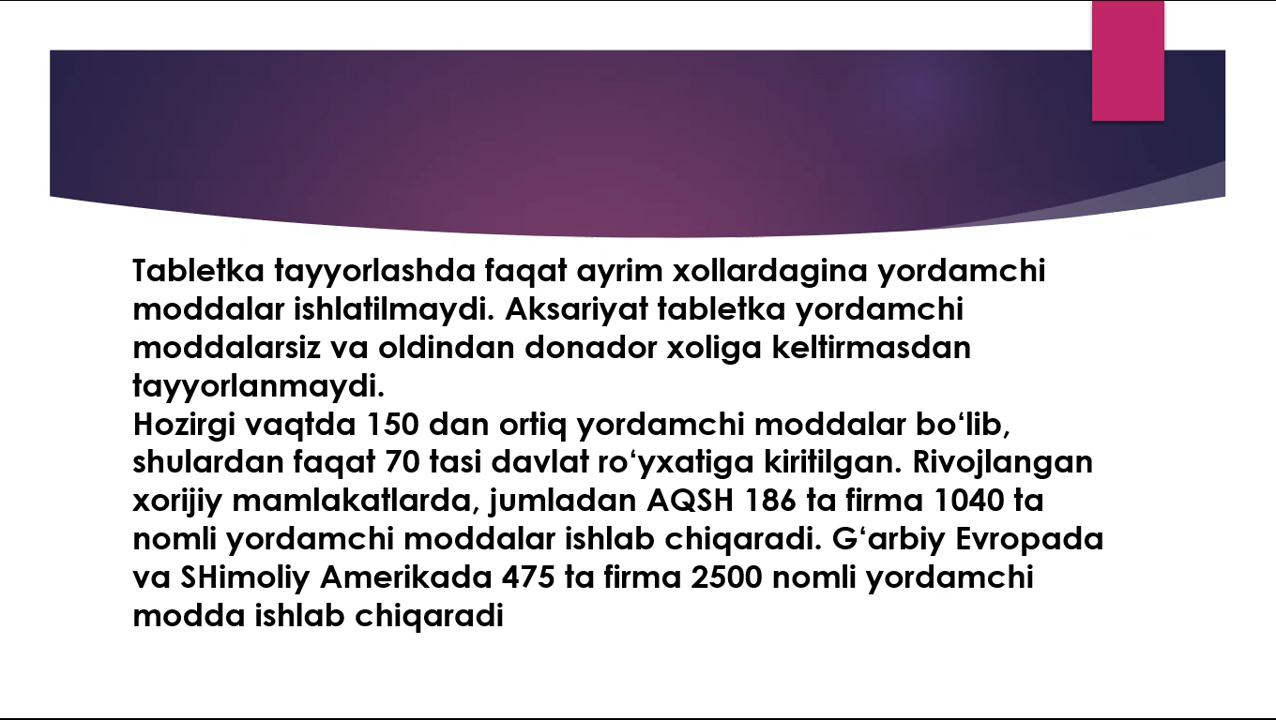 Tabletka tayyorlashda faqat ayrim xollardagina yordamchi
moddalar ishlatilmaydi. Aksariyat tabletka yordamchi
moddalarsiz va oldindan donador xoliga keltirmasdan
tayyorlanmaydi.
Hozirgi vaqtda 150 dan ortiq yordamchi moddalar bo‘lib,
shulardan faqat 70 tasi davlat ro‘yxatiga kiritilgan. Rivojlangan
xorijiy mamlakatlarda, jumladan AQSH 186 ta firma 1040 ta
nomli yordamchi moddalar ishlab chiqaradi. G‘arbiy Evropada
va SHimoliy Amerikada 475 ta firma 2500 nomli yordamchi
modda ishlab chiqaradi